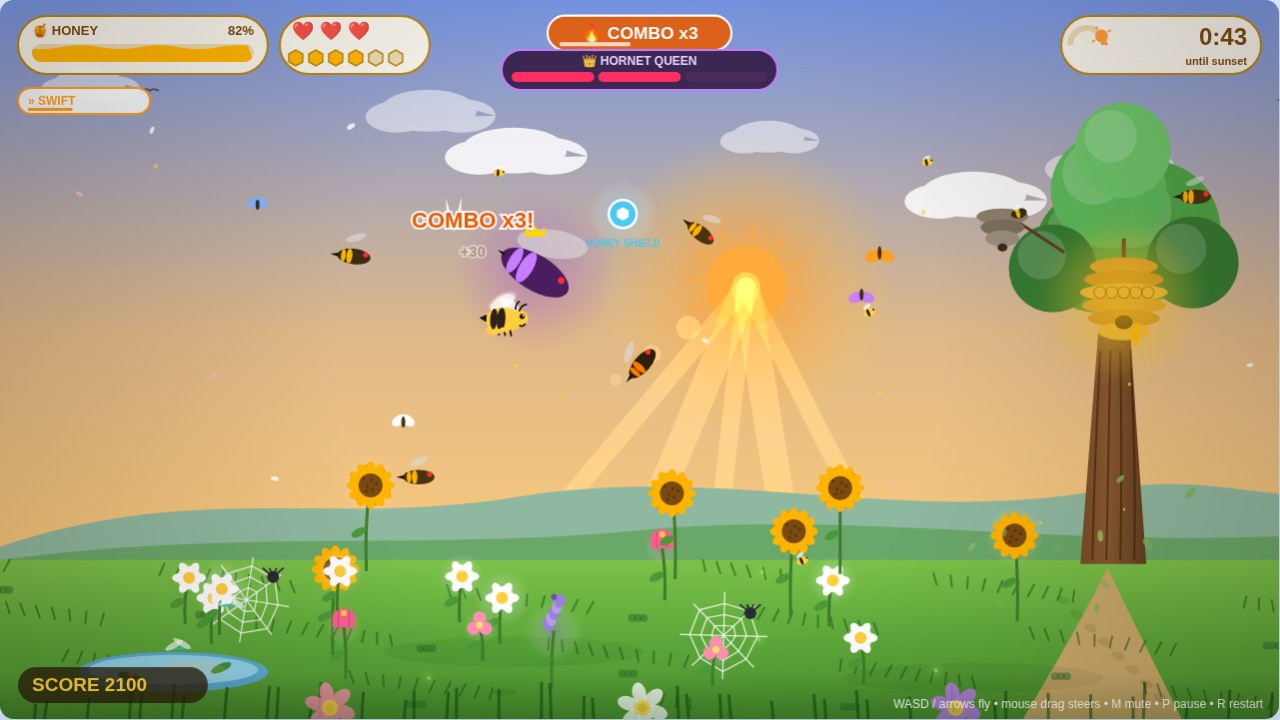 🍯 HONEY 82%
🔥 COMBO x3
👑 HORNET QUEEN
0:43
until sunset
» SWIFT
COMBO x3!
+30
HONEY SHIELD
SCORE 2100
WASD / arrows fly • mouse drag steers • M mute • P pause • R restart